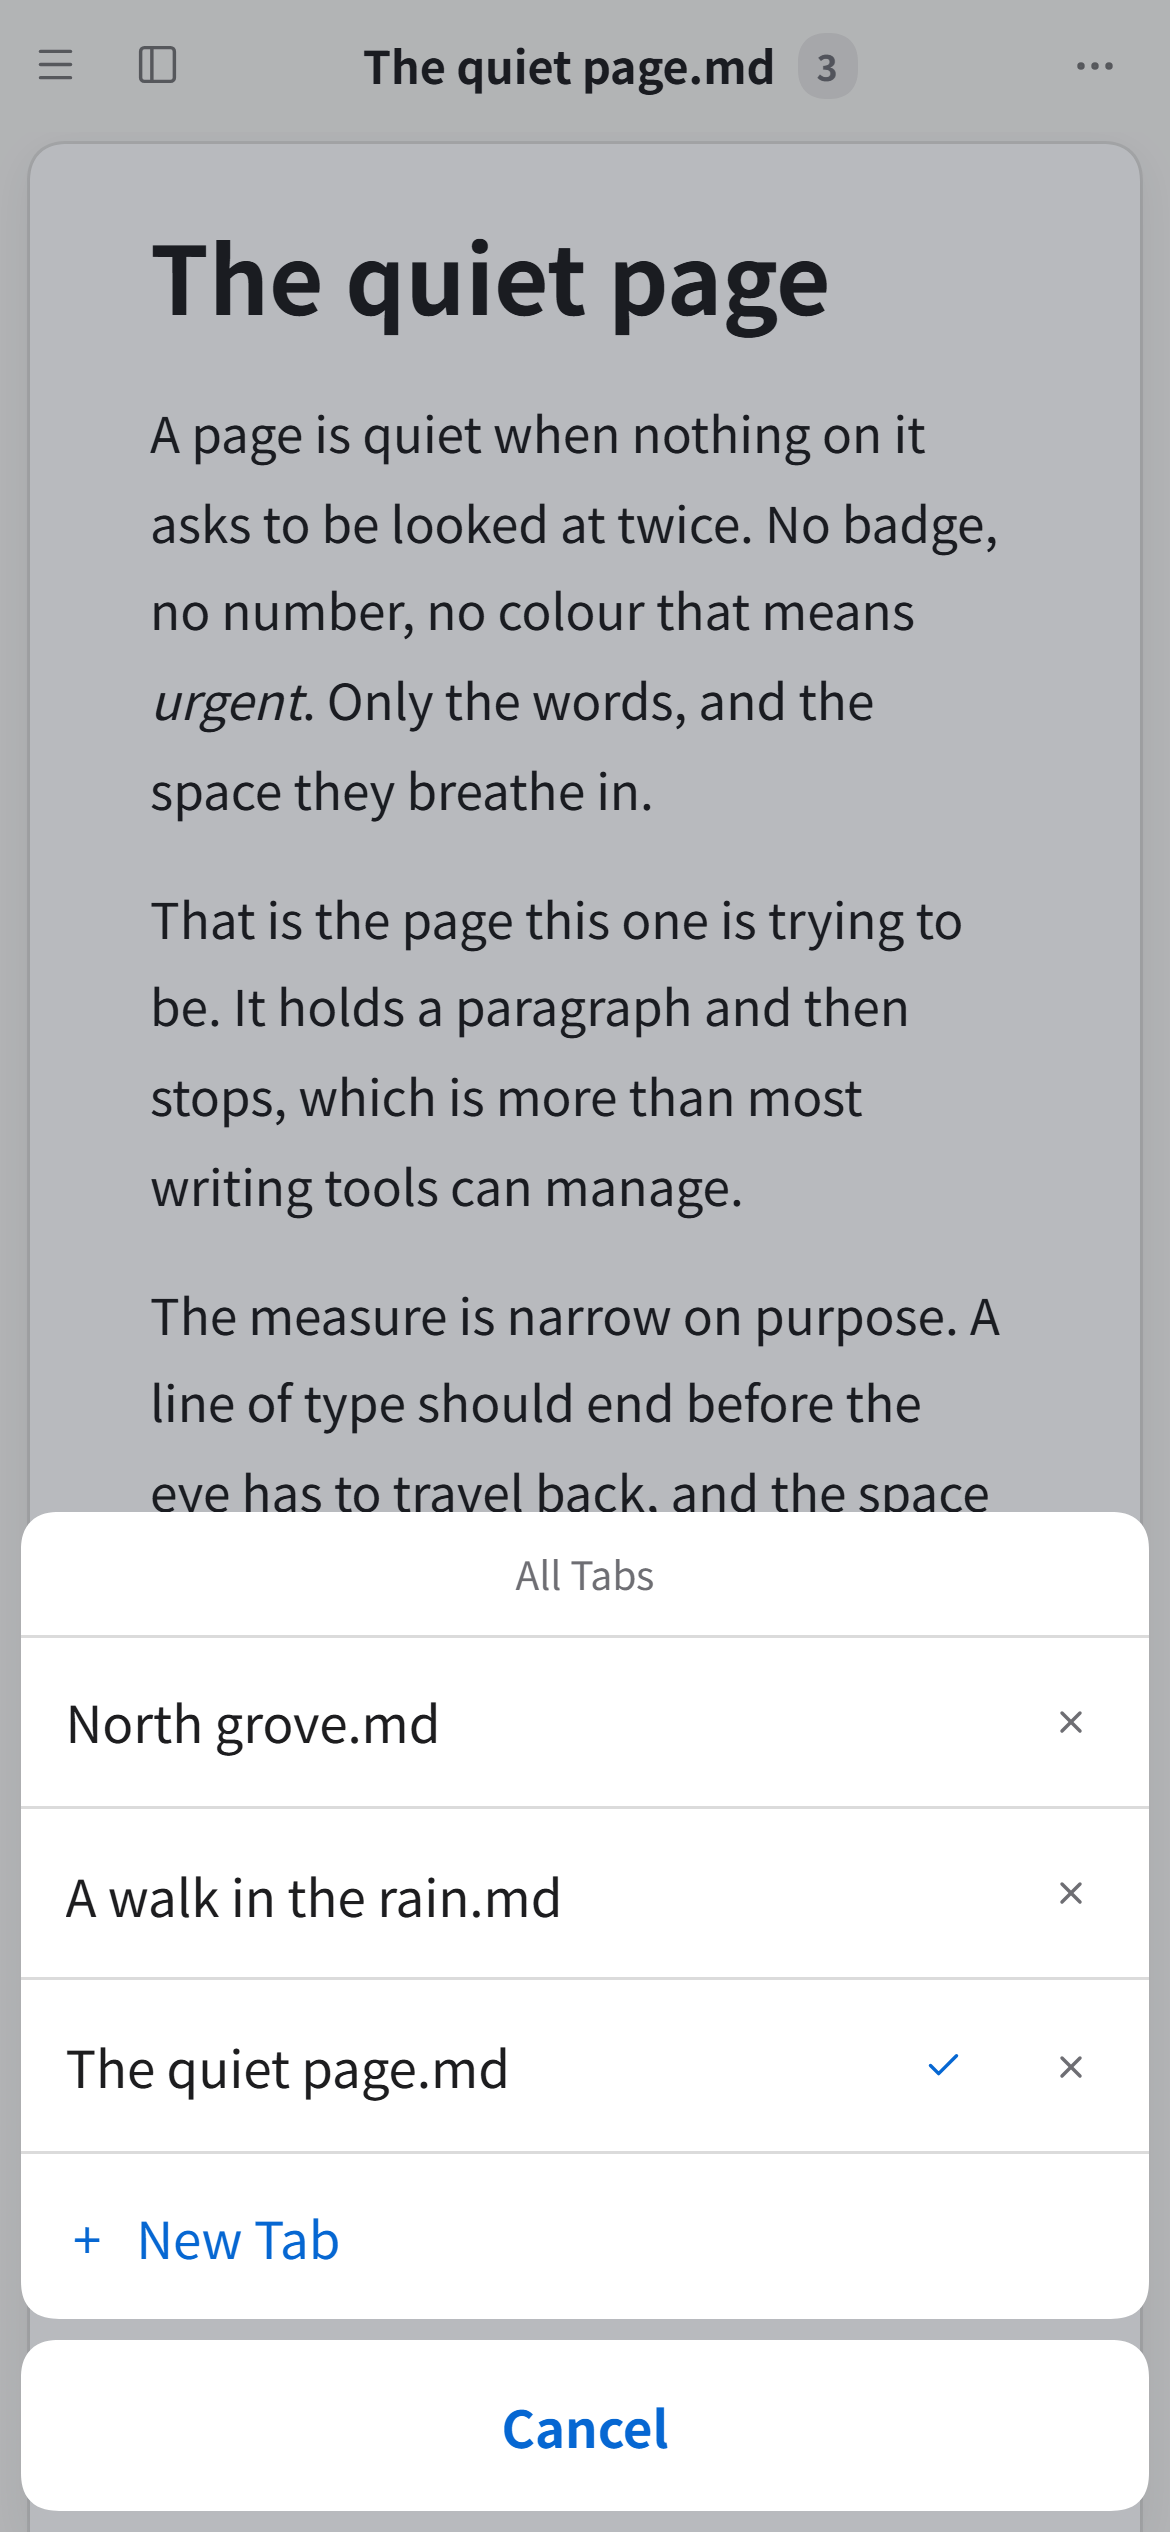 The quiet page.md 3
The quiet page
A page is quiet when nothing on it
asks to be looked at twice. No badge,
no number, no colour that means
urgent. Only the words, and the
space they breathe in.
That is the page this one is trying to
be. It holds a paragraph and then
stops, which is more than most
writing tools can manage.
The measure is narrow on purpose. A
line of type should end before the
eye has to travel back, and the space
All Tabs
North grove.md
A walk in the rain.md
The quiet page.md
+ New Tab
Cancel